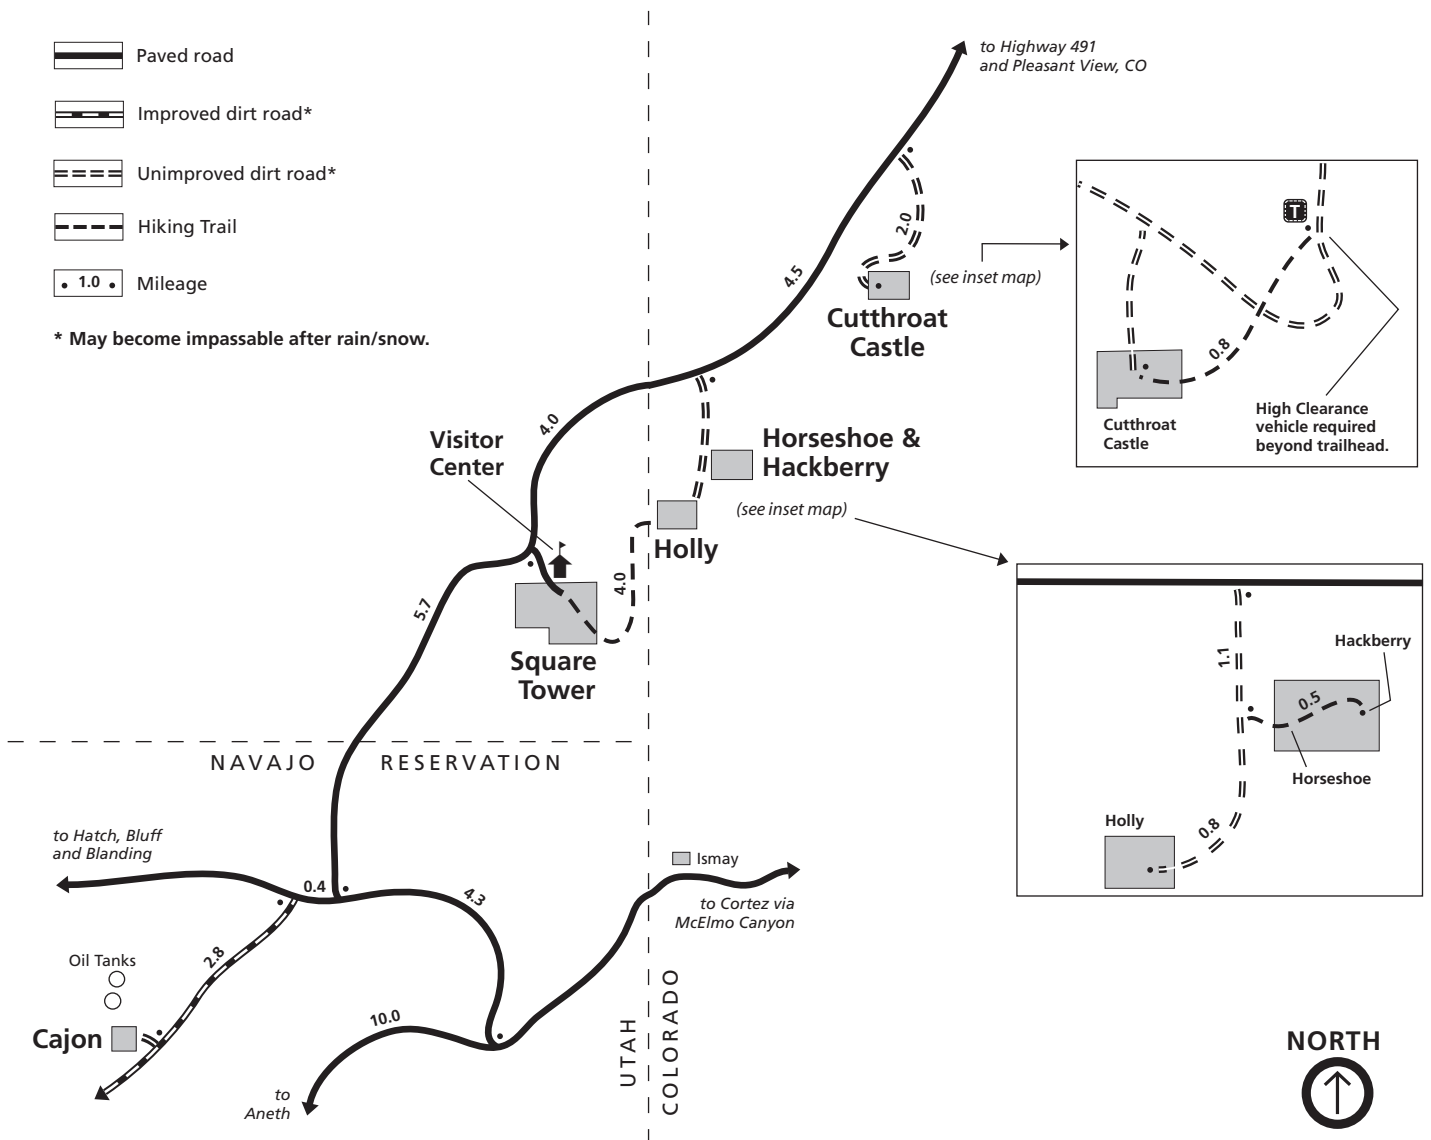 Paved road
Improved dirt road*
Unimproved dirt road*
Hiking Trail
1.0
Mileage
* May become impassable after rain/snow.
to Highway 491
and Pleasant View, CO
2.0
4.5
(see inset map)
Cutthroat
Castle
T
0.8
Cutthroat
Castle
High Clearance
vehicle required
beyond trailhead.
4.0
Visitor
Center
Horseshoe &
Hackberry
(see inset map)
Holly
4.0
5.7
Square
Tower
1.1
Hackberry
0.5
Horseshoe
Holly
0.8
NAVAJO RESERVATION
to Hatch, Bluff
and Blanding
0.4
4.3
Ismay
to Cortez via
McElmo Canyon
2.8
Oil Tanks
Cajon
10.0
to
Aneth
UTAH
COLORADO
NORTH